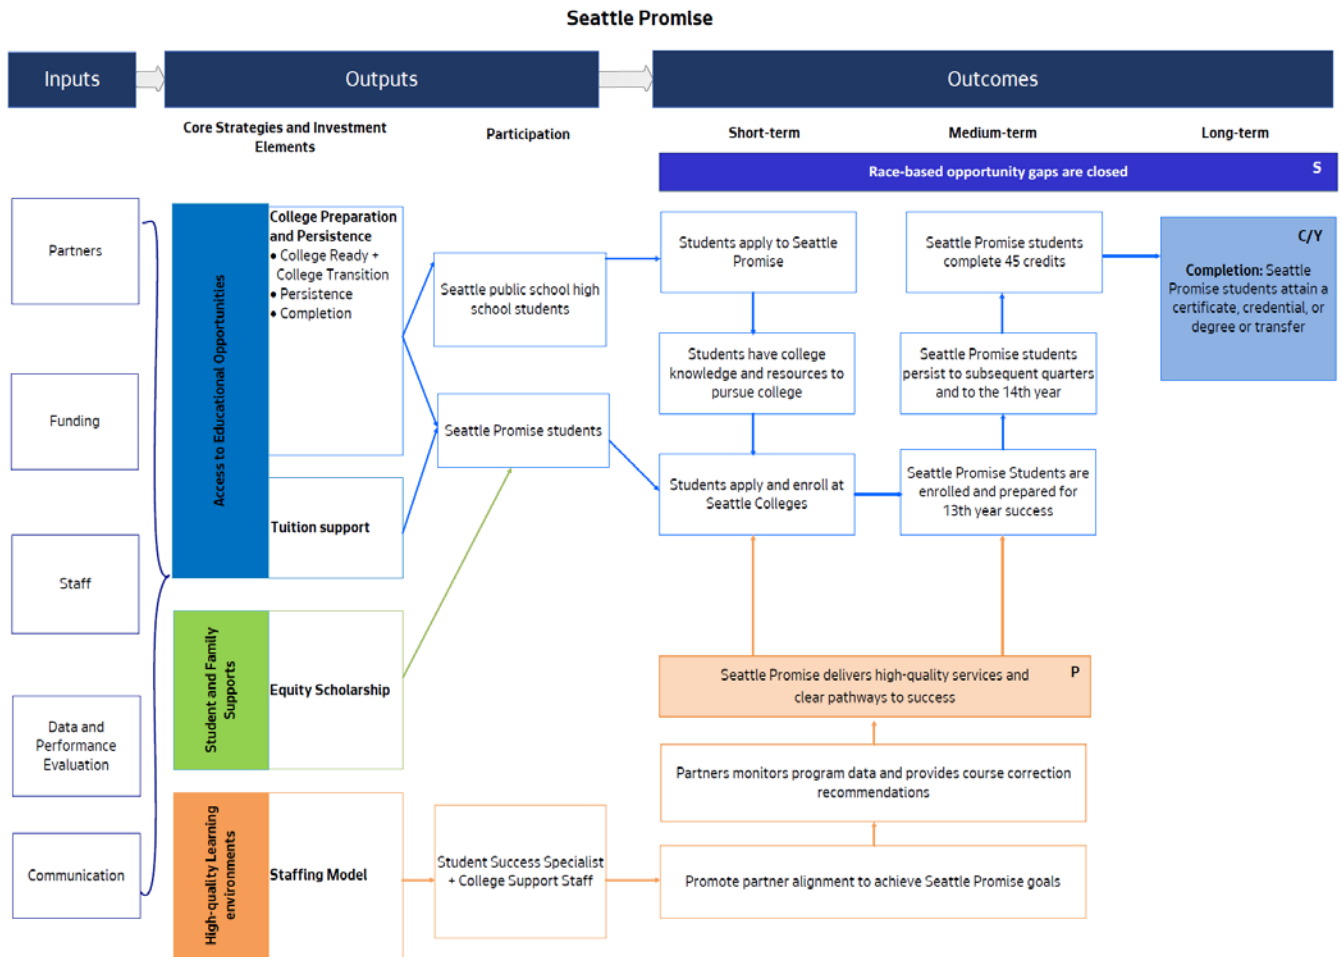 Seattle Promise
Inputs
Outputs
Outcomes
Core Strategies and Investment
Elements
Participation
Short-term
Medium-term
Long-term
Race-based opportunity gaps are closed
S
Partners
Funding
Staff
Data and
Performance
Evaluation
Communication
Access to Educational Opportunities
College Preparation
and Persistence
• College Ready +
College Transition
• Persistence
• Completion
Tuition support
Student and Family
Supports
Equity Scholarship
High-quality Learning
environments
Staffing Model
Seattle public school high
school students
Seattle Promise students
Student Success Specialist
+ College Support Staff
Students apply to Seattle
Promise
Students have college
knowledge and resources to
pursue college
Students apply and enroll at
Seattle Colleges
Seattle Promise students
complete 45 credits
Seattle Promise students
persist to subsequent quarters
and to the 14th year
Seattle Promise Students are
enrolled and prepared for
13th year success
C/Y
Completion: Seattle
Promise students attain a
certificate, credential, or
degree or transfer
Seattle Promise delivers high-quality services and
clear pathways to success
P
Partners monitors program data and provides course correction
recommendations
Promote partner alignment to achieve Seattle Promise goals